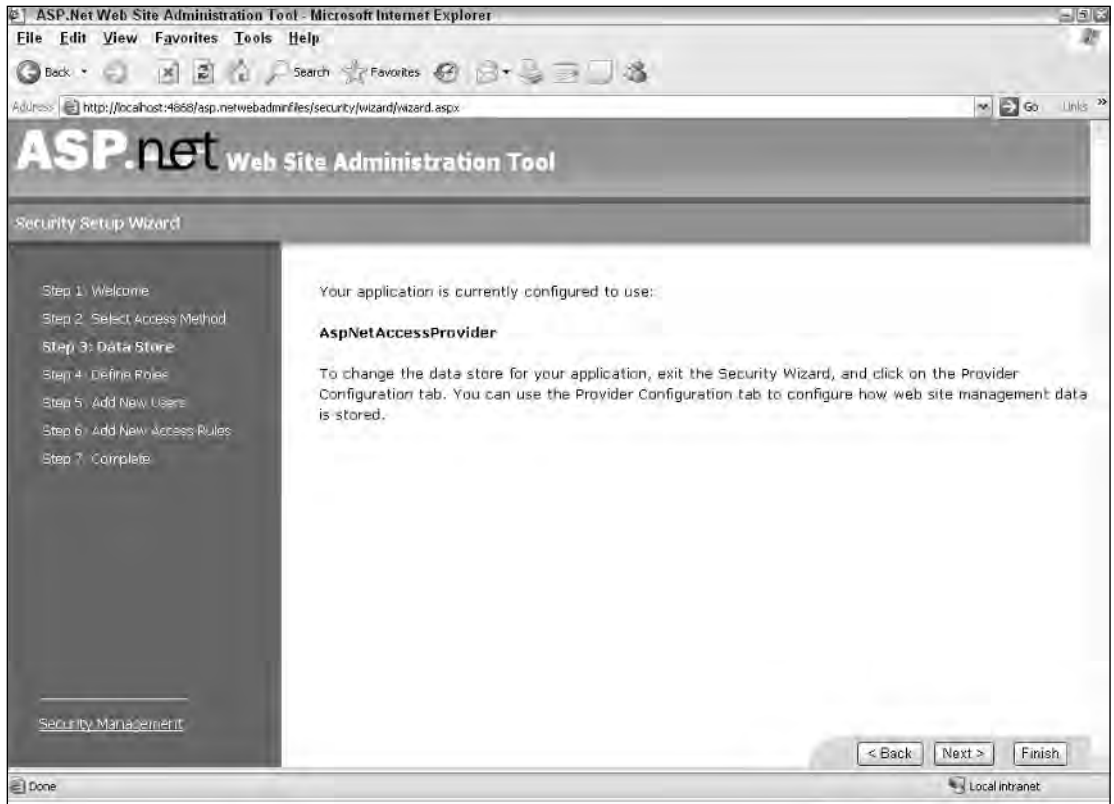 ASP.Net Web Site Administration Tool - Microsoft Internet Explorer
File Edit View Favorites Tools Help
Back Search Favorites
Address http://localhost:4868/asp.netwebadminfiles/security/wizard/wizard.aspx Go Links »
ASP.net Web Site Administration Tool
Security Setup Wizard
Step 1: Welcome
Step 2: Select Access Method
Step 3: Data Store
Step 4: Define Roles
Step 5: Add New Users
Step 6: Add New Access Rules
Step 7: Complete
Security Management
Your application is currently configured to use:
AspNetAccessProvider
To change the data store for your application, exit the Security Wizard, and click on the Provider
Configuration tab. You can use the Provider Configuration tab to configure how web site management data
is stored.
< Back Next > Finish
Done Local intranet